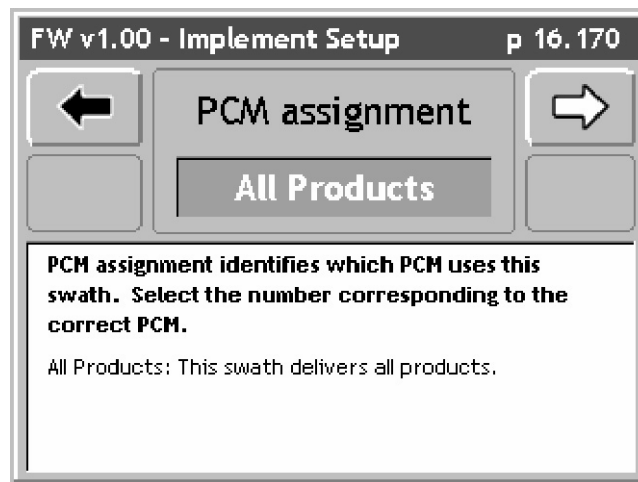 FW v1.00 - Implement Setup p 16.170
PCM assignment
All Products
PCM assignment identifies which PCM uses this
swath. Select the number corresponding to the
correct PCM.
All Products: This swath delivers all products.